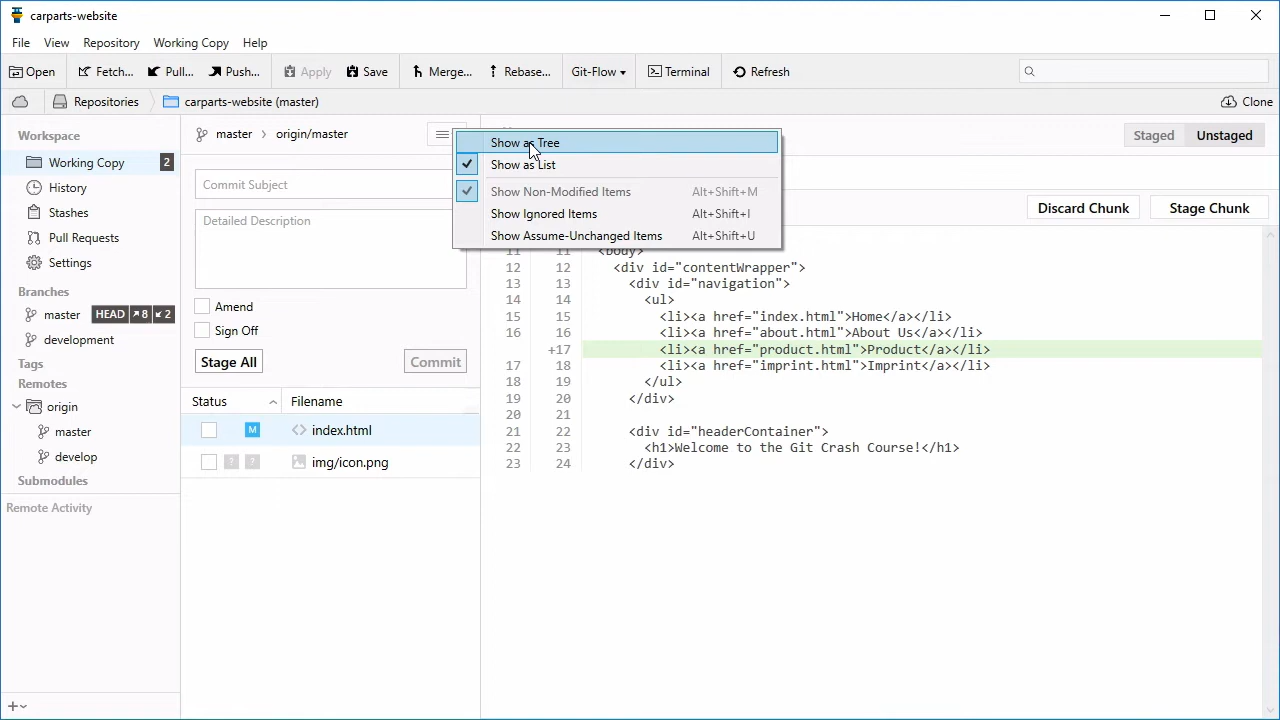 carparts-website
File View Repository Working Copy Help
Open Fetch... Pull... Push... Apply Save Merge... Rebase... Git-Flow Terminal Refresh
Repositories carparts-website (master) Clone
Workspace
Working Copy 2
History
Stashes
Pull Requests
Settings
Branches
master HEAD 8 2
development
Tags
Remotes
origin
master
develop
Submodules
Remote Activity
master origin/master
Commit Subject
Detailed Description
Amend
Sign Off
Stage All Commit
Status Filename
M index.html
? ? img/icon.png
Show as Tree
Show as List
Show Non-Modified Items Alt+Shift+M
Show Ignored Items Alt+Shift+I
Show Assume-Unchanged Items Alt+Shift+U
Staged Unstaged
Discard Chunk Stage Chunk
11 11 <body>
12 12 <div id="contentWrapper">
13 13 <div id="navigation">
14 14 <ul>
15 15 <li><a href="index.html">Home</a></li>
16 16 <li><a href="about.html">About Us</a></li>
+17 <li><a href="product.html">Product</a></li>
17 18 <li><a href="imprint.html">Imprint</a></li>
18 19 </ul>
19 20 </div>
20 21
21 22 <div id="headerContainer">
22 23 <h1>Welcome to the Git Crash Course!</h1>
23 24 </div>